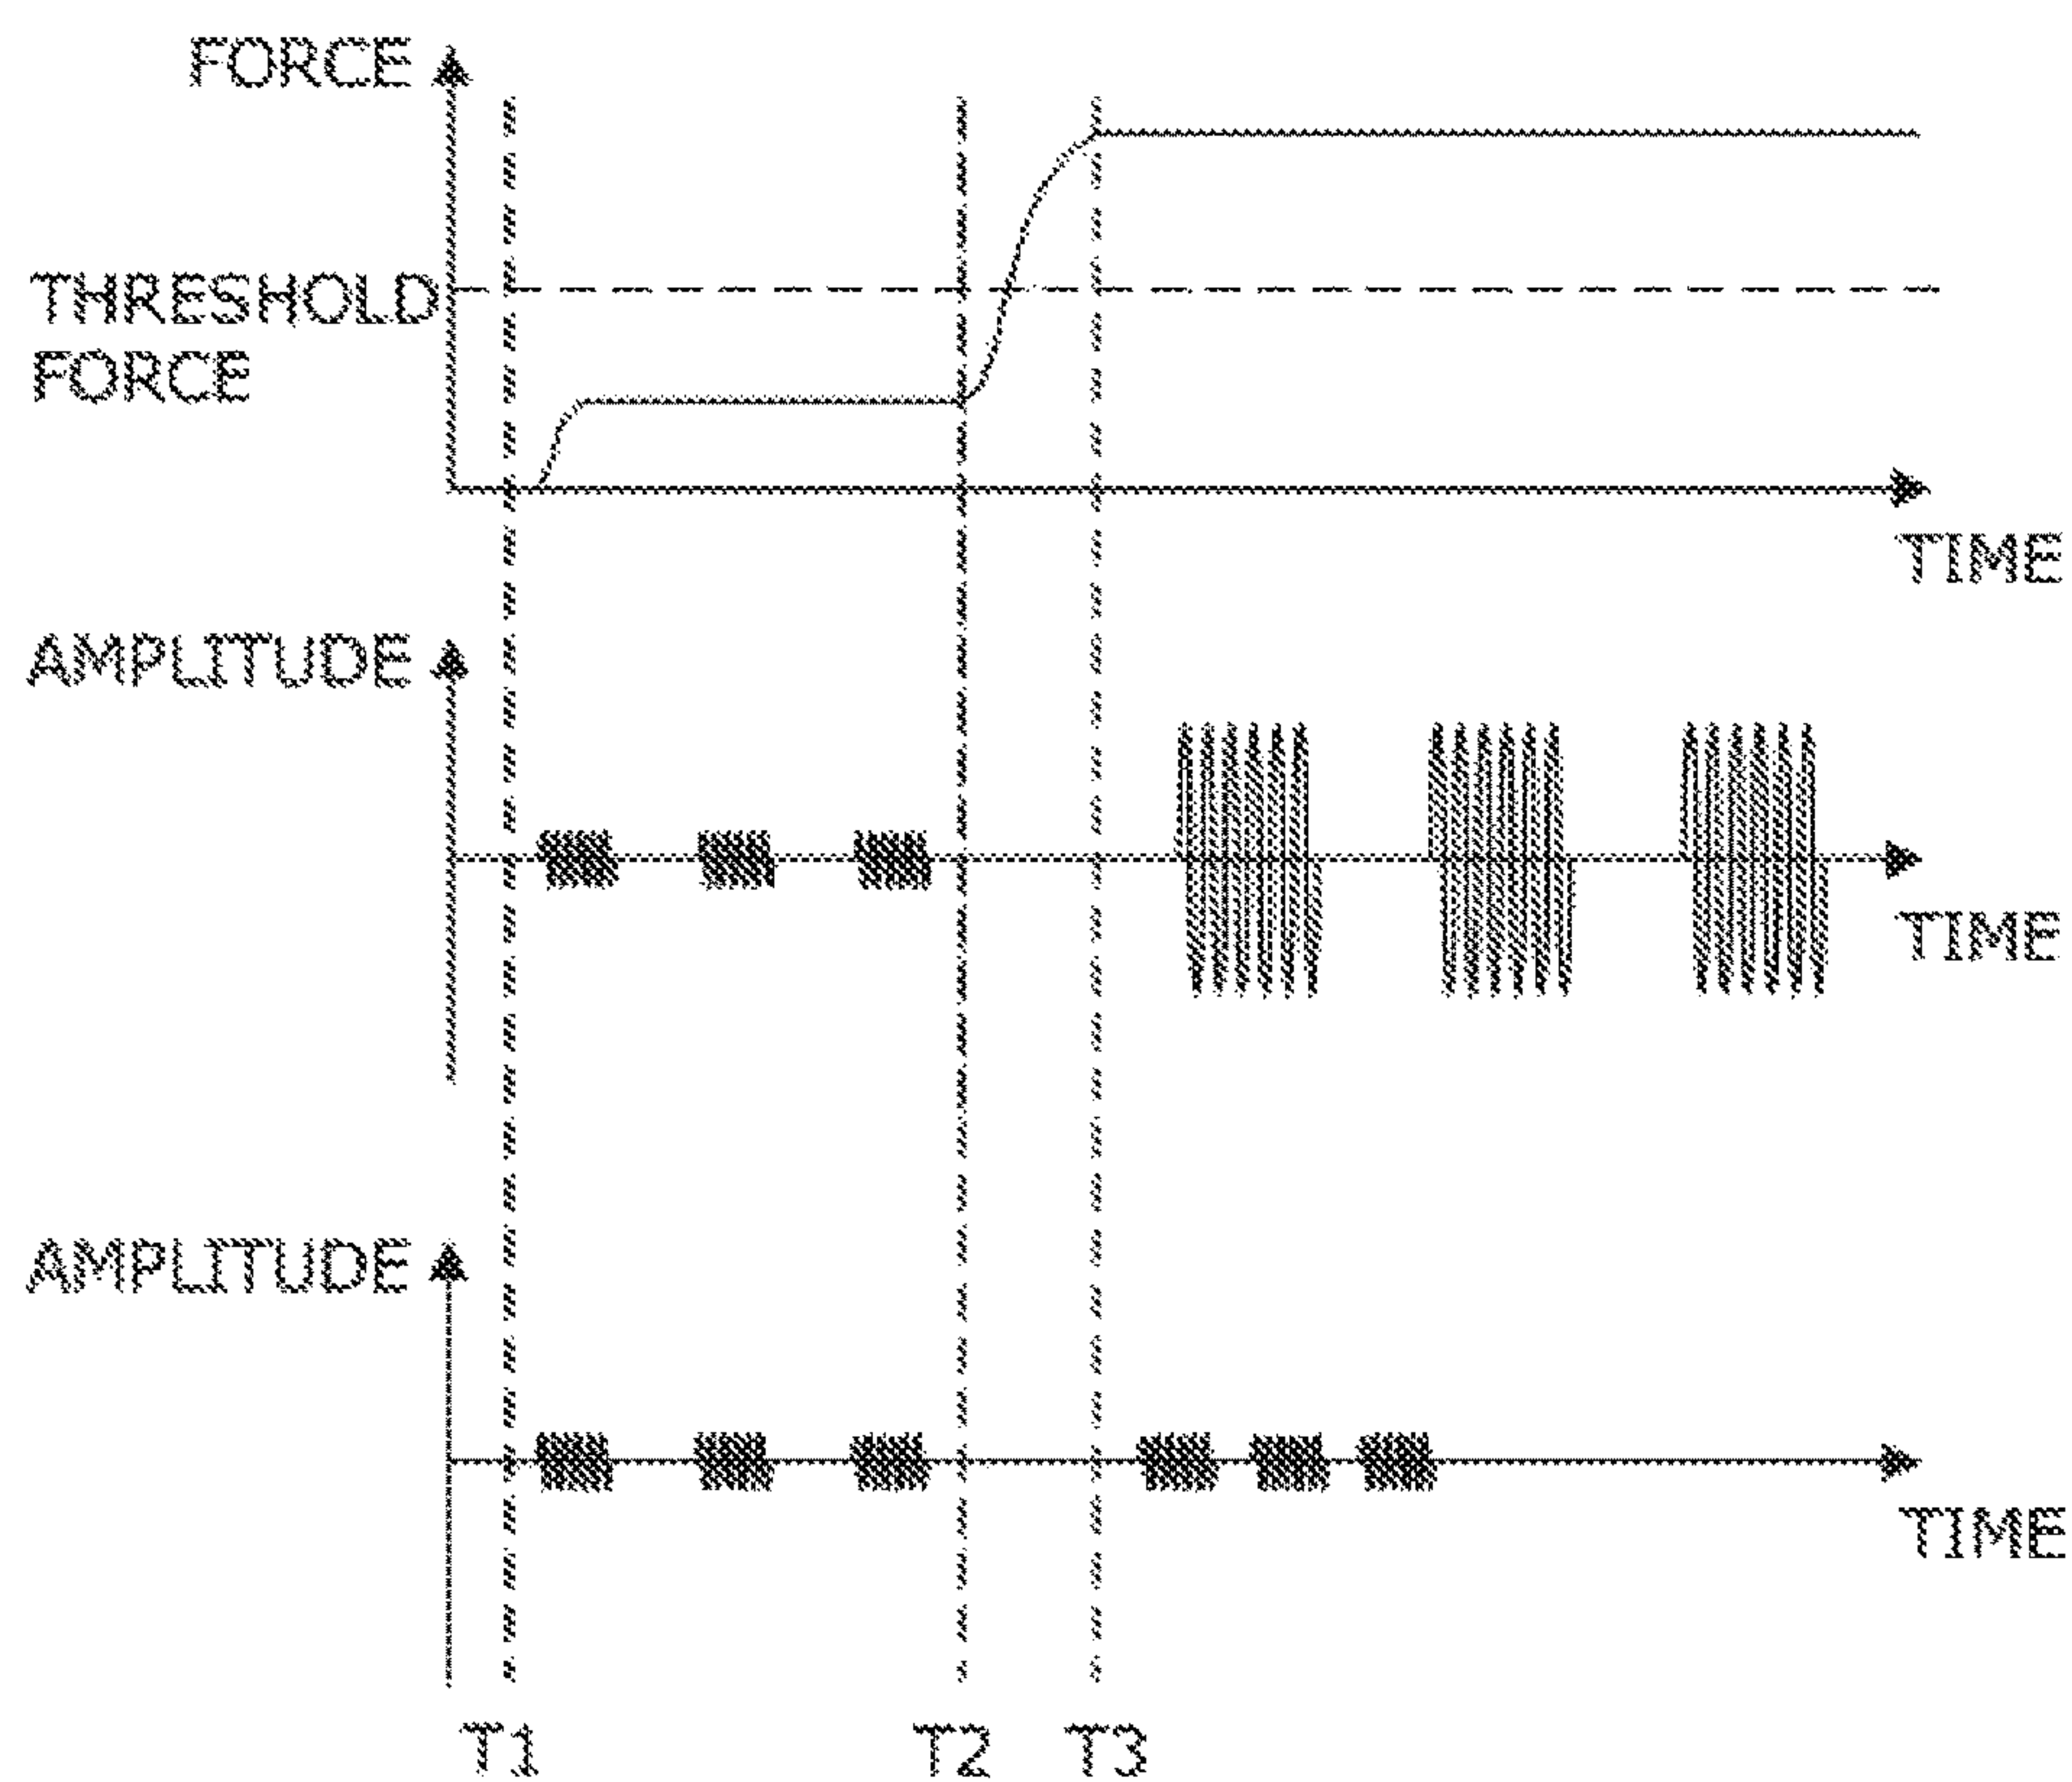 FORCE
THRESHOLD
FORCE
TIME
AMPLITUDE
TIME
AMPLITUDE
TIME
T1 T2 T3